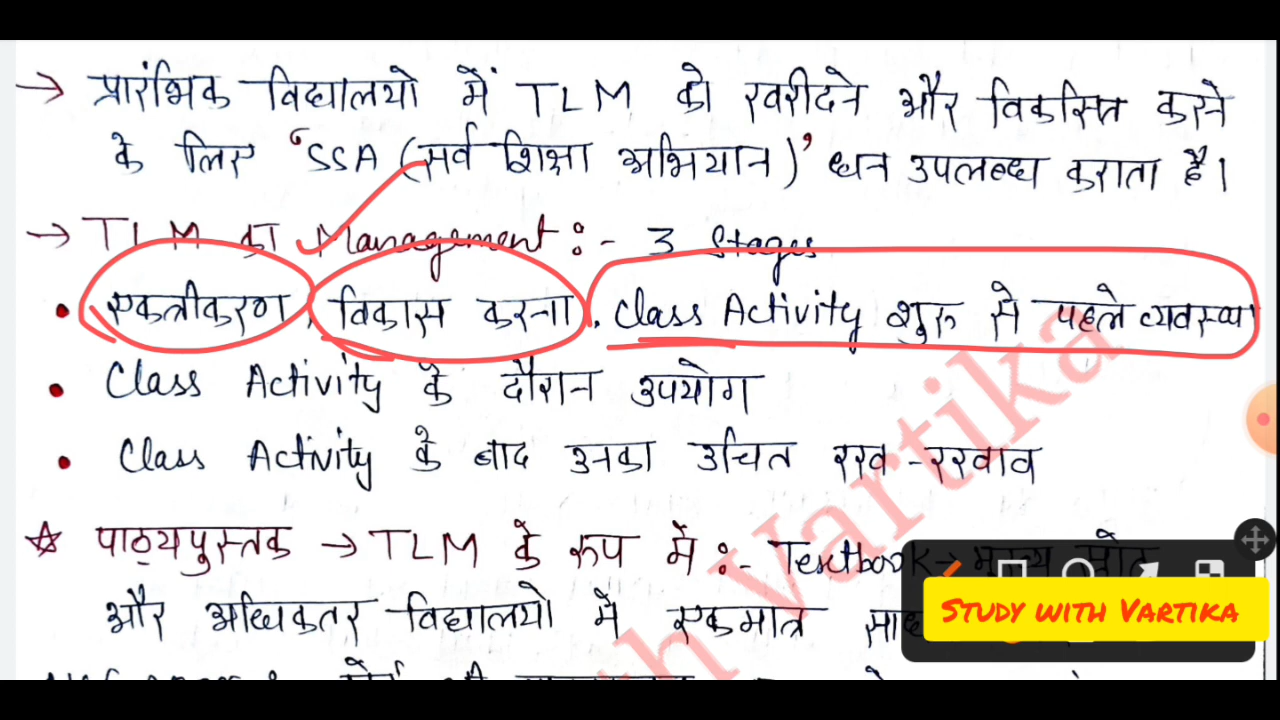 → प्रारंभिक विद्यालयो में TLM को खरीदने और विकसित करने
के लिए 'SSA (सर्व शिक्षा अभियान)' धन उपलब्ध कराता है।
→ TLM का Management :- 3 Stages
• एकत्रीकरण, विकास करना, Class Activity शुरू से पहले व्यवस्था
• Class Activity के दौरान उपयोग
• Class Activity के बाद उनका उचित रख-रखाव
☆ पाठ्यपुस्तक → TLM के रूप में :- Textbook →
और अधिकतर विद्यालयो में एकमात्र
STUDY WITH VARTIKA
h Vartika